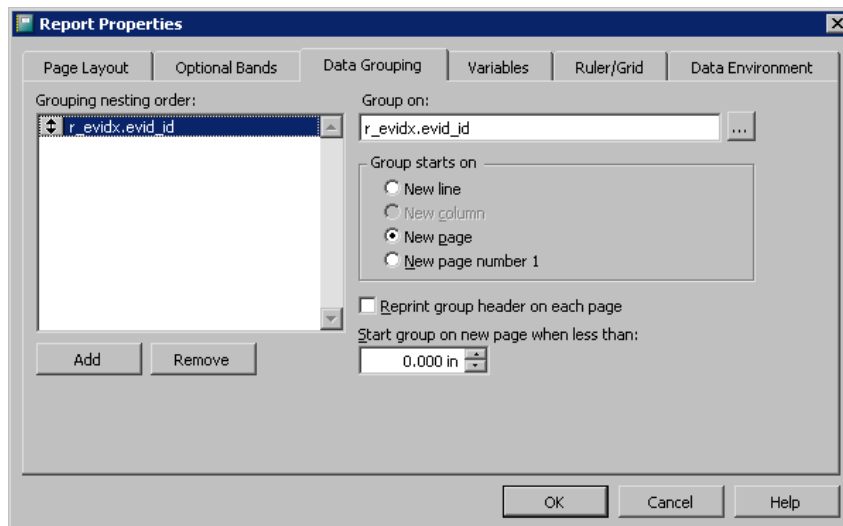 Report Properties
Page Layout
Optional Bands
Data Grouping
Variables
Ruler/Grid
Data Environment
Grouping nesting order:
r_evidx.evid_id
Group on:
r_evidx.evid_id
...
Group starts on
New line
New column
New page
New page number 1
Reprint group header on each page
Start group on new page when less than:
0.000 in
Add
Remove
OK
Cancel
Help